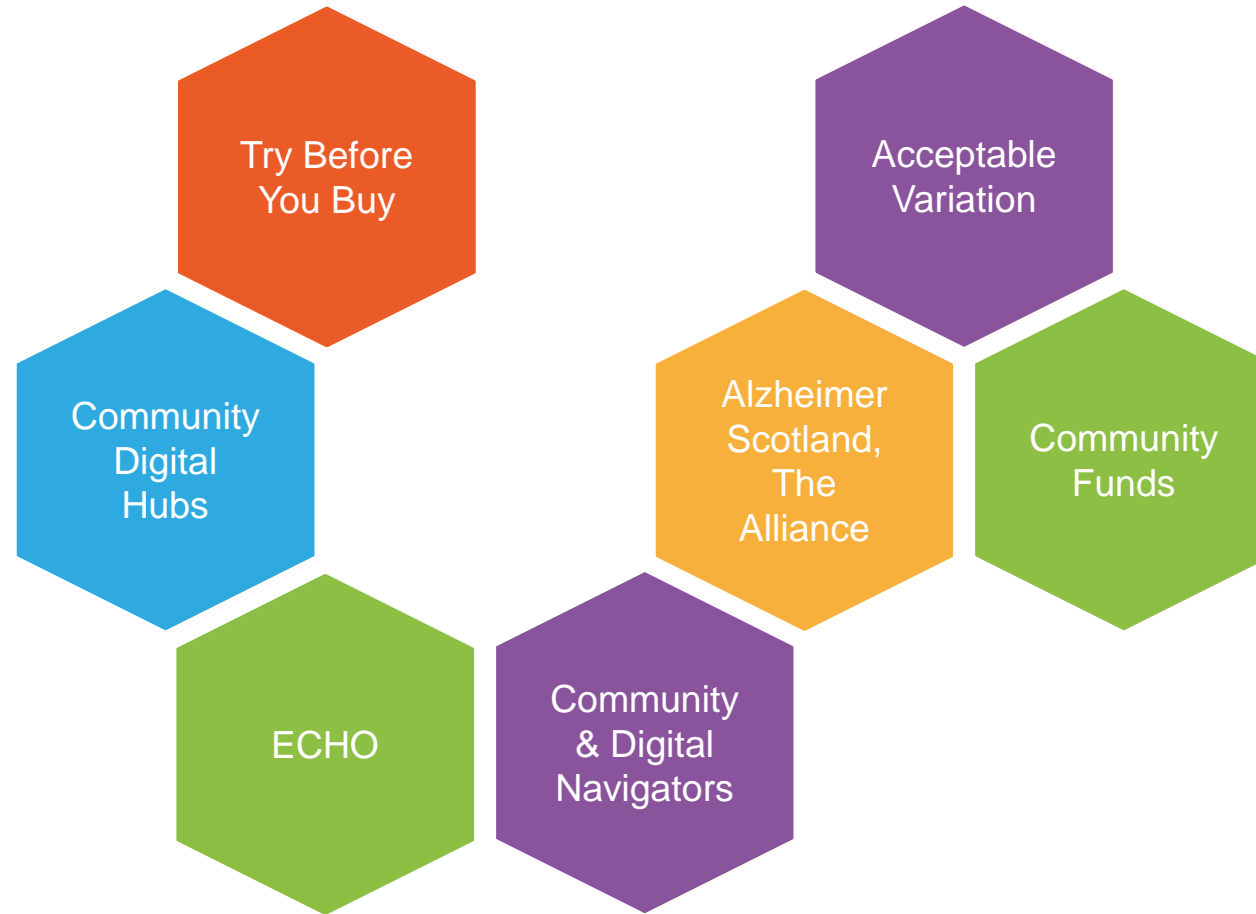 Try Before
You Buy
Acceptable
Variation
Community
Digital
Hubs
Alzheimer
Scotland,
The
Alliance
Community
Funds
ECHO
Community
& Digital
Navigators